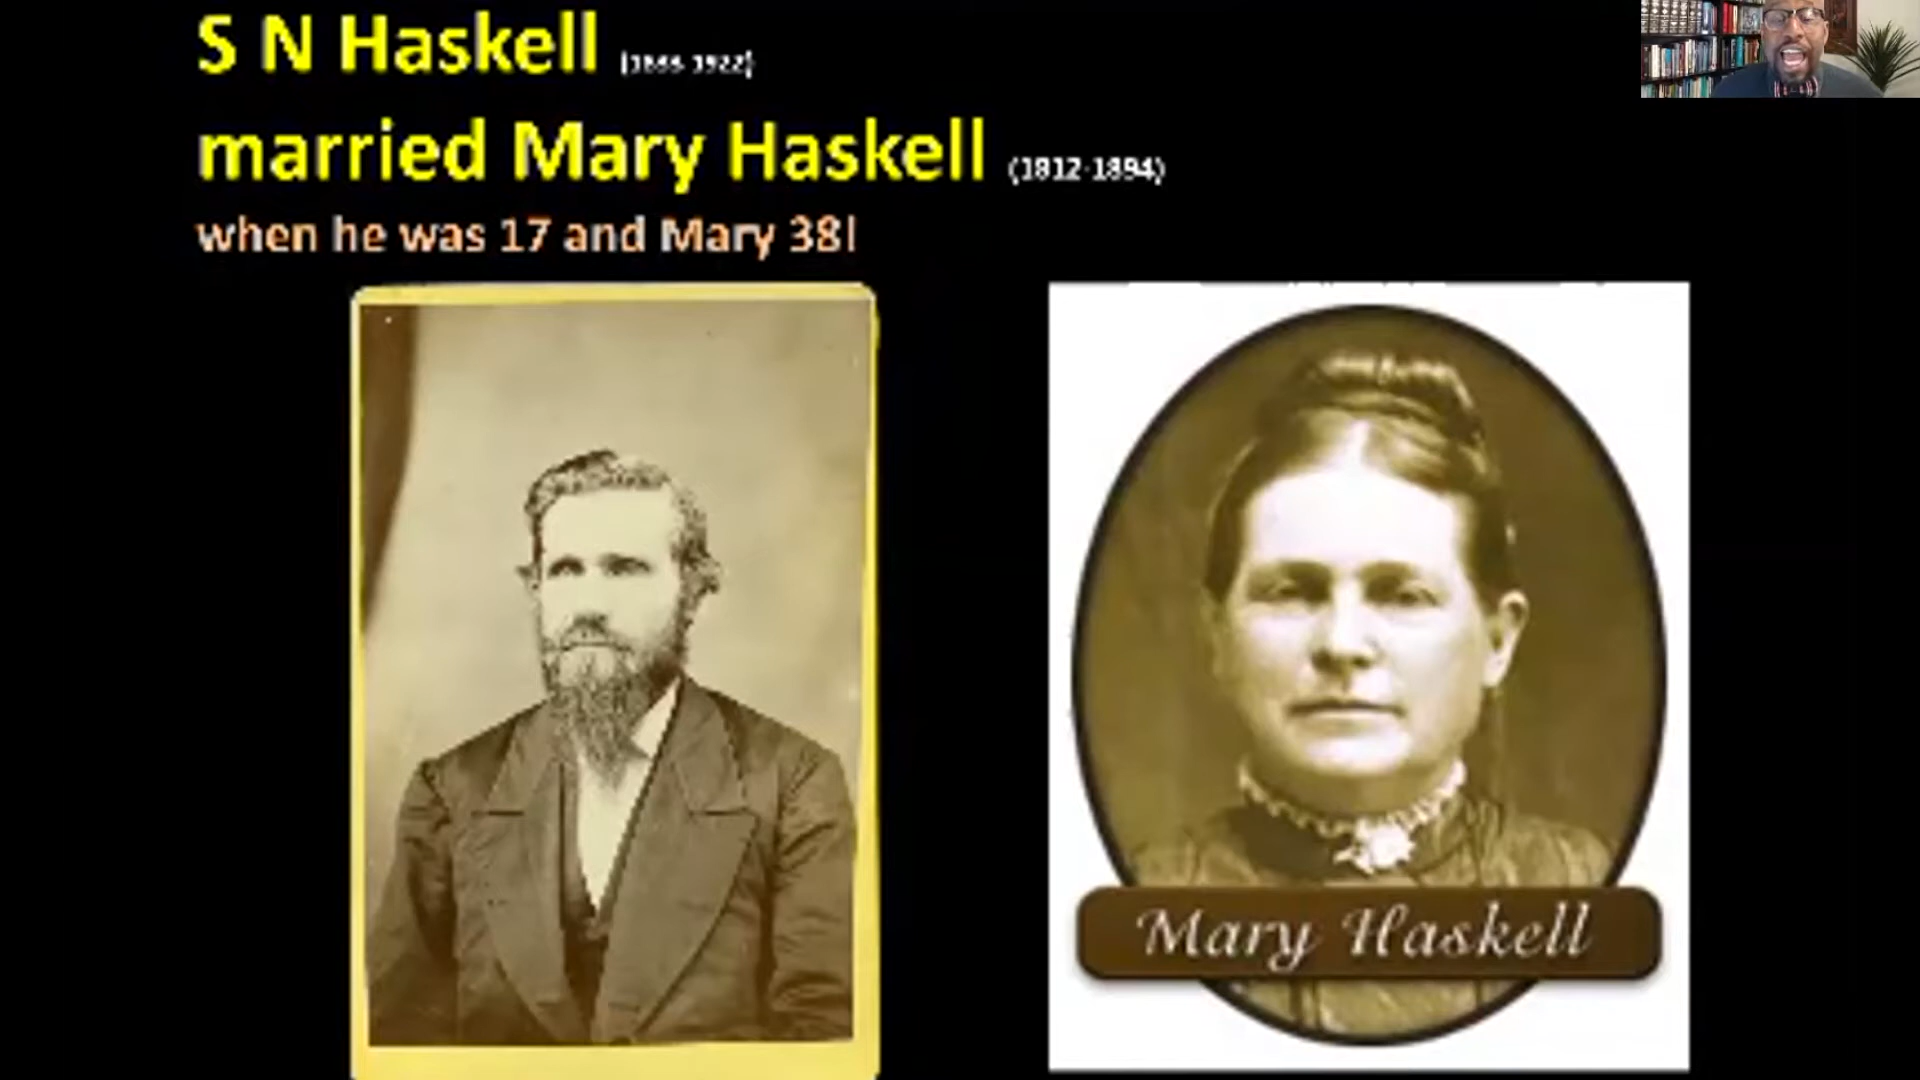 S N Haskell
married Mary Haskell (1812-1894)
when he was 17 and Mary 38!
Mary Haskell